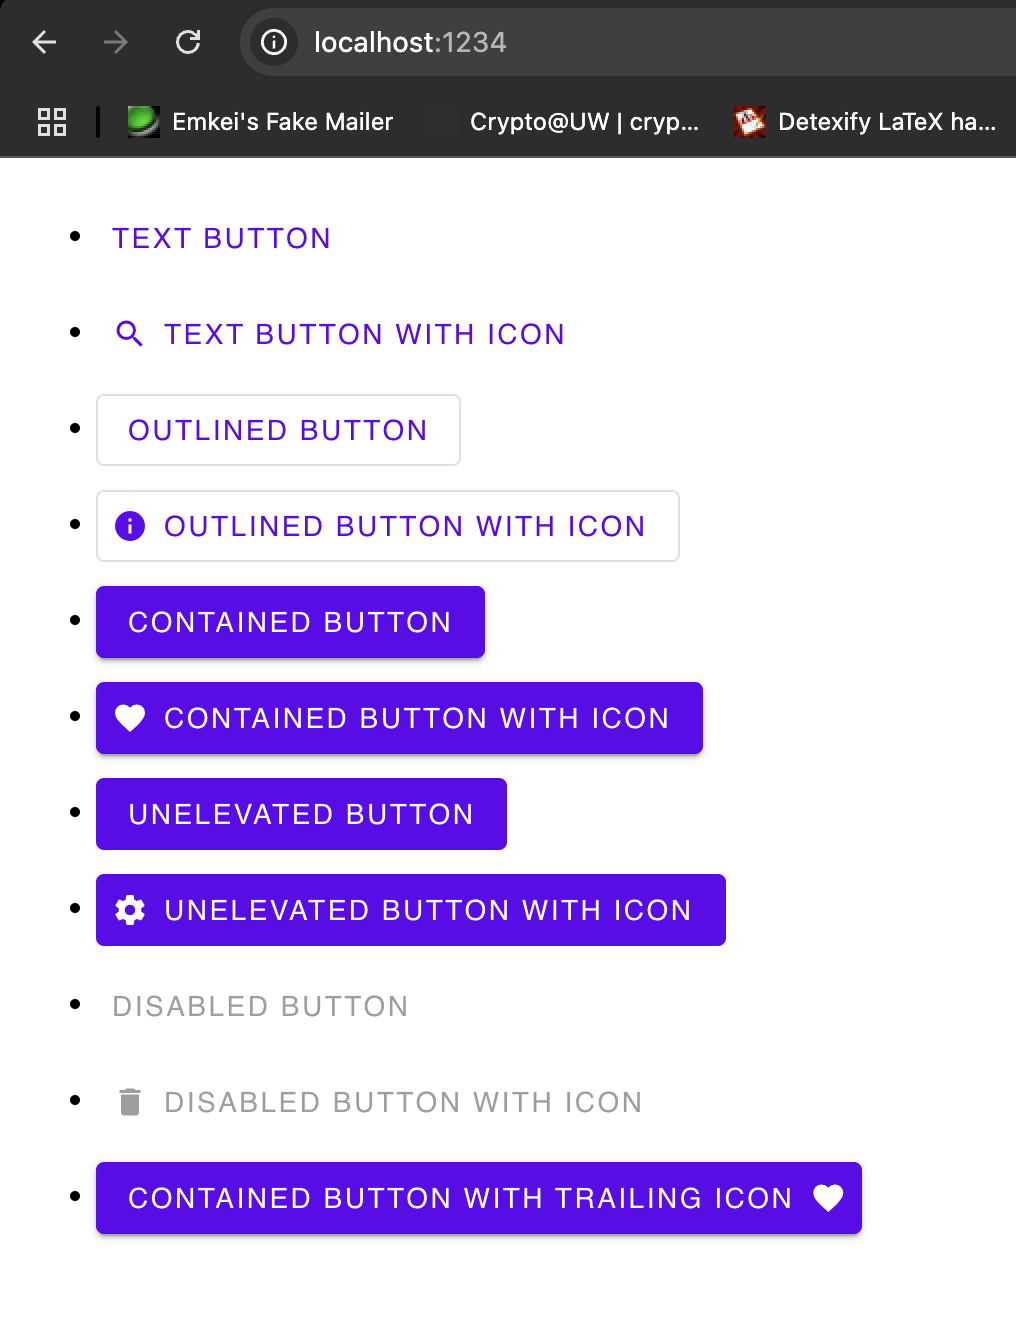 localhost:1234
Emkei's Fake Mailer Crypto@UW | cryp... Detexify LaTeX ha...
TEXT BUTTON
TEXT BUTTON WITH ICON
OUTLINED BUTTON
OUTLINED BUTTON WITH ICON
CONTAINED BUTTON
CONTAINED BUTTON WITH ICON
UNELEVATED BUTTON
UNELEVATED BUTTON WITH ICON
DISABLED BUTTON
DISABLED BUTTON WITH ICON
CONTAINED BUTTON WITH TRAILING ICON